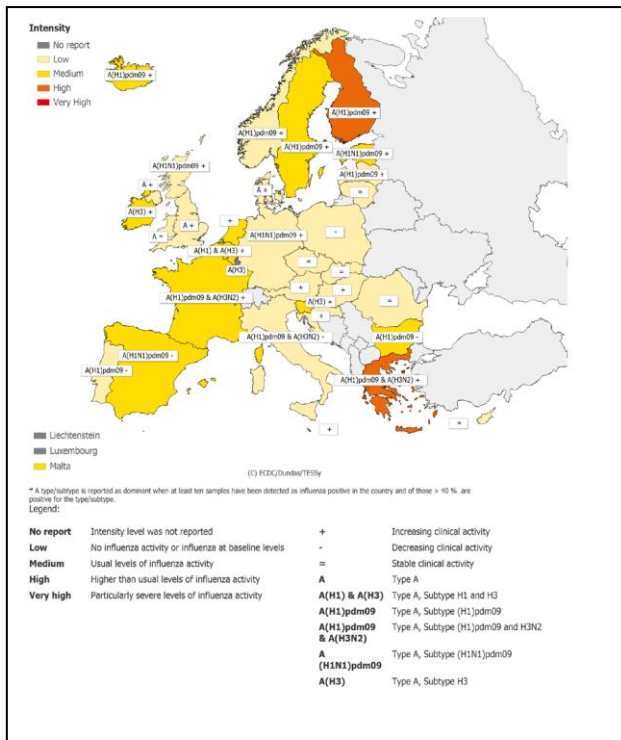 Intensity
No report
Low
Medium
High
Very High
A(H1)pdm09 +
A(H1)pdm09 +
A(H1)pdm09 +
A(H1)pdm09 +
A(H1N1)pdm09 +
A(H1N1)pdm09 +
A(H1)pdm09 +
=
A +
A +
A(H3) +
A +
A =
+
A(H1N1)pdm09 +
-
A(H1) & A(H3) +
A(H3)
=
=
+
+
A(H1)pdm09 & A(H3N2) +
A(H3) +
=
+
A(H1)pdm09 & A(H3N2) -
A(H1)pdm09 -
A(H1N1)pdm09 -
A(H1)pdm09 -
A(H1)pdm09 & A(H3N2) +
+
=
Liechtenstein
Luxembourg
Malta
(C) ECDC/Dundas/TESSy
* A type/subtype is reported as dominant when at least ten samples have been detected as influenza positive in the country and of those > 40 % are
positive for the type/subtype.
Legend:
No report Intensity level was not reported + Increasing clinical activity
Low No influenza activity or influenza at baseline levels - Decreasing clinical activity
Medium Usual levels of influenza activity = Stable clinical activity
High Higher than usual levels of influenza activity A Type A
Very high Particularly severe levels of influenza activity A(H1) & A(H3) Type A, Subtype H1 and H3
A(H1)pdm09 Type A, Subtype (H1)pdm09
A(H1)pdm09 Type A, Subtype (H1)pdm09 and H3N2
& A(H3N2)
A Type A, Subtype (H1N1)pdm09
(H1N1)pdm09
A(H3) Type A, Subtype H3